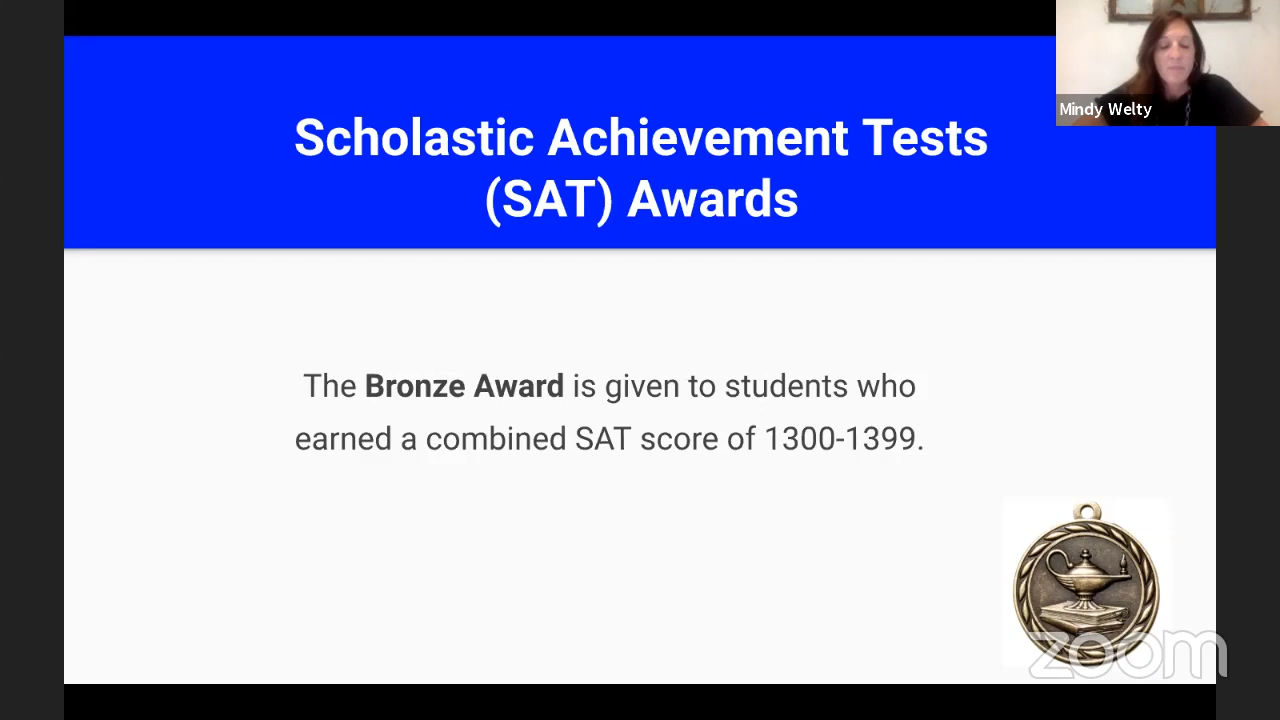 Scholastic Achievement Tests
(SAT) Awards
Mindy Welty
The Bronze Award is given to students who
earned a combined SAT score of 1300-1399.
zoom